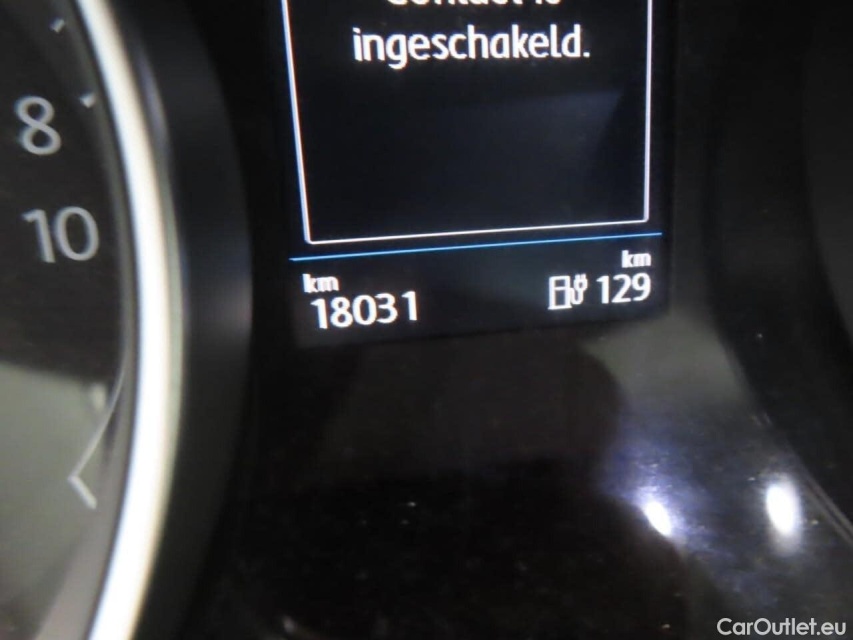 ingeschakeld.
8
10
km
km
18031
129
CarOutlet.eu